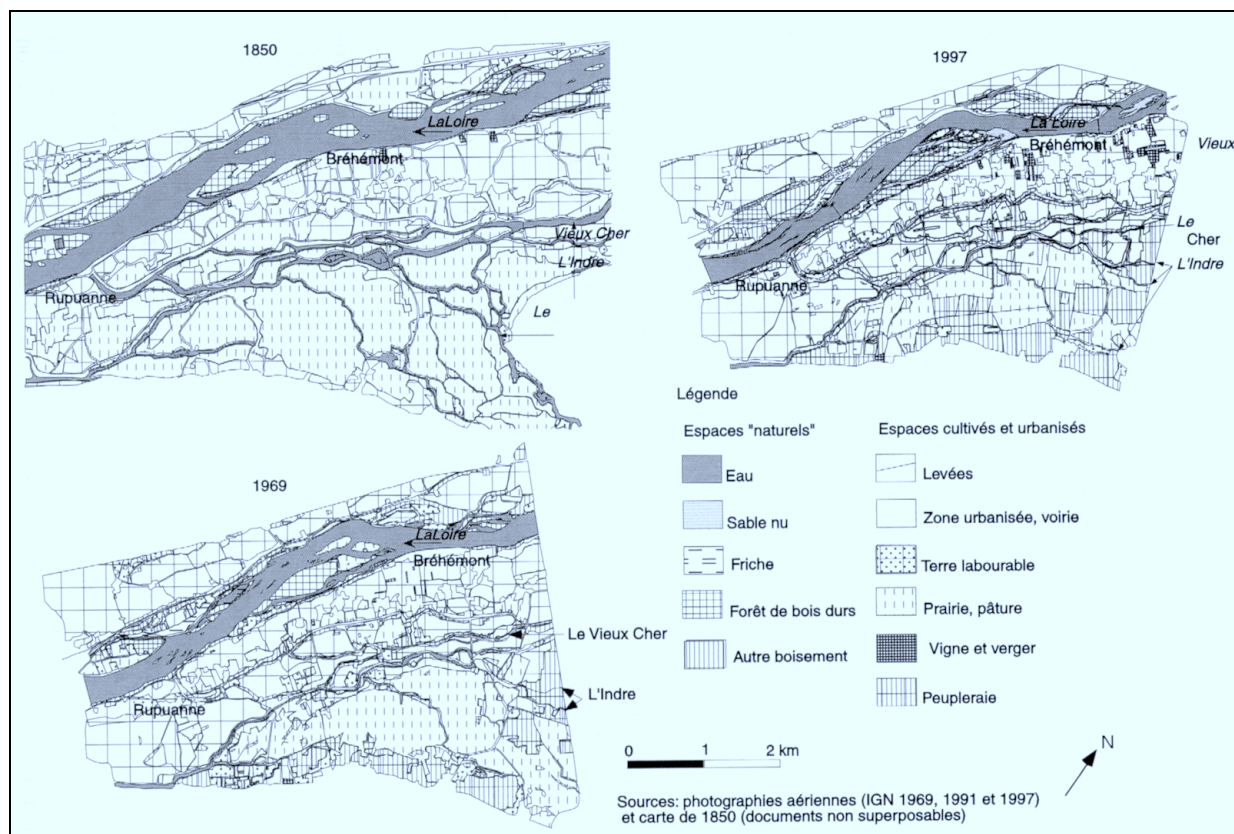 1850
La Loire
Bréhémont
Vieux Cher
L'Indre
Rupuanne
Le
1997
La Loire
Bréhémont
Vieux
Le
Cher
L'Indre
Rupuanne
1969
LaLoire
Bréhémont
Le Vieux Cher
L'Indre
Rupuanne
Légende
Espaces "naturels"
Eau
Sable nu
Friche
Forêt de bois durs
Autre boisement
Espaces cultivés et urbanisés
Levées
Zone urbanisée, voirie
Terre labourable
Prairie, pâture
Vigne et verger
Peupleraie
0 1 2 km
N
Sources: photographies aériennes (IGN 1969, 1991 et 1997)
et carte de 1850 (documents non superposables)